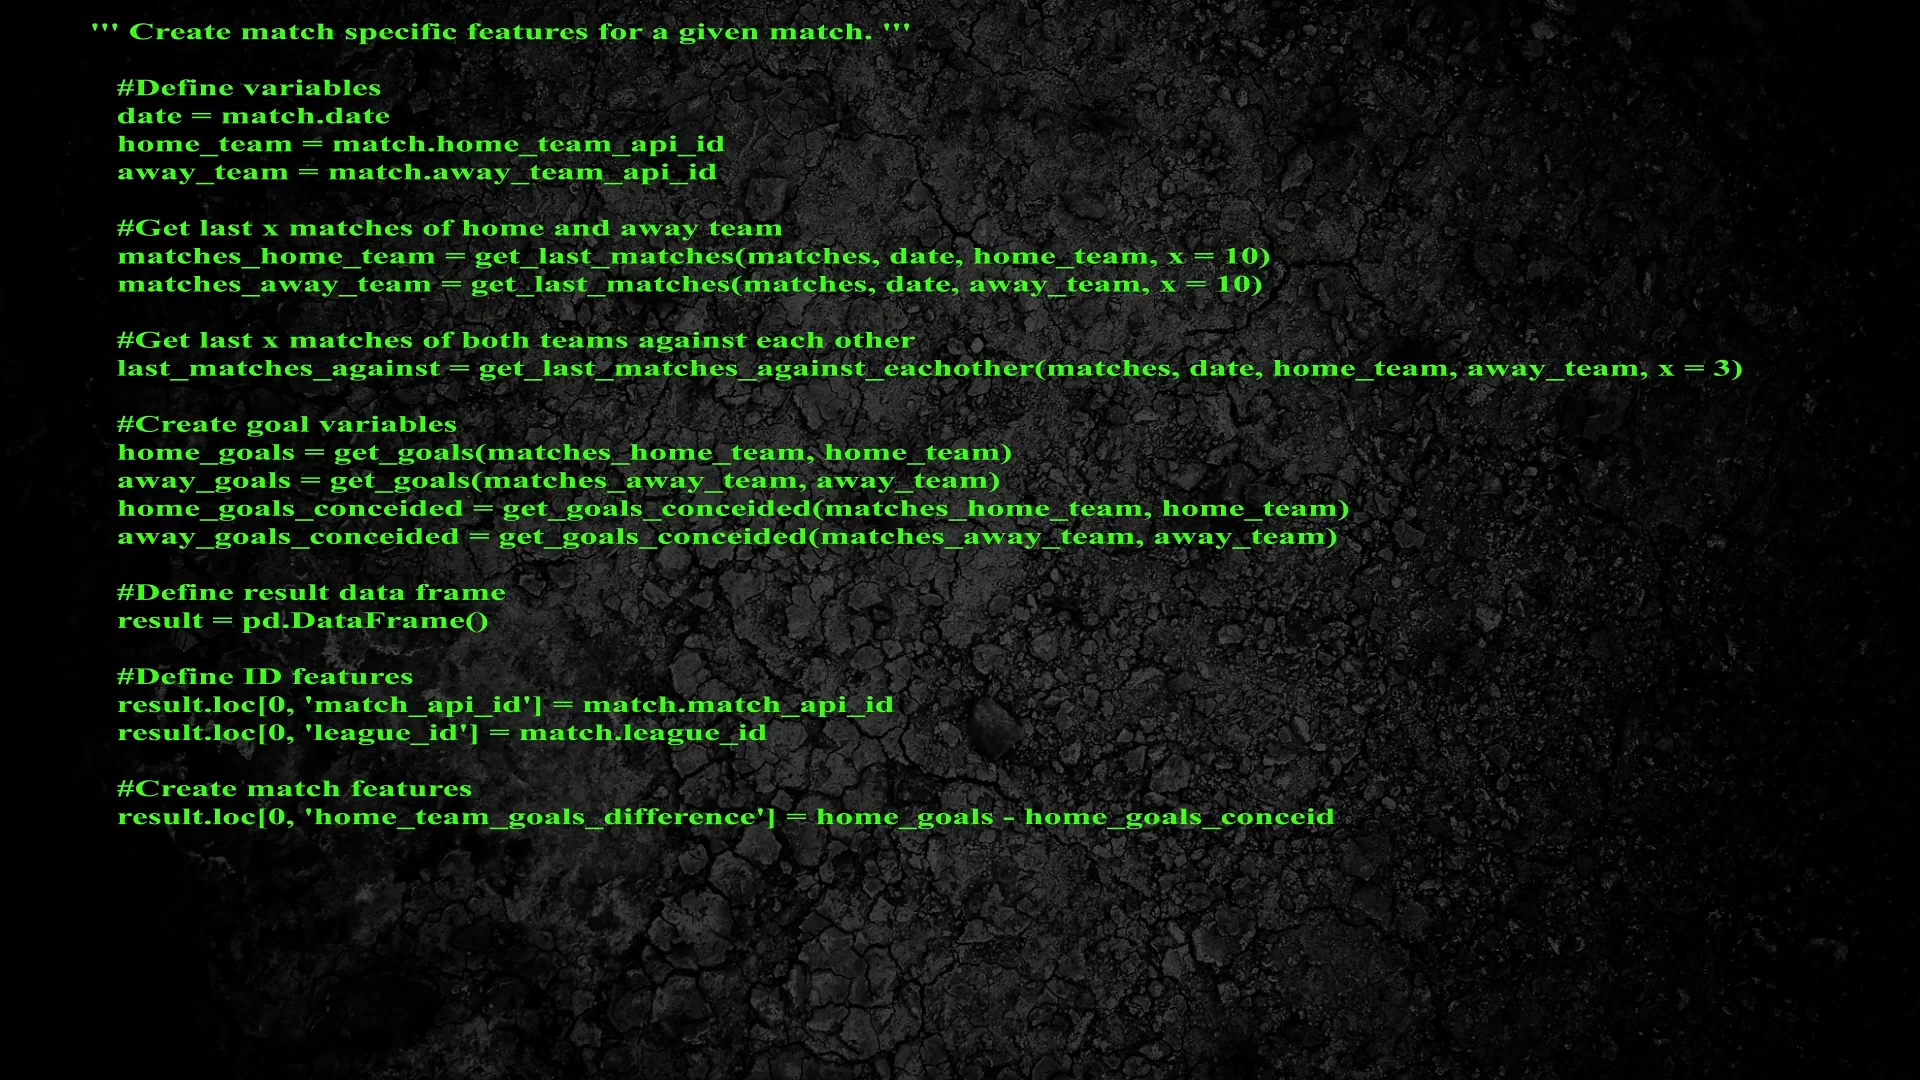 ''' Create match specific features for a given match. '''
#Define variables
date = match.date
home_team = match.home_team_api_id
away_team = match.away_team_api_id
#Get last x matches of home and away team
matches_home_team = get_last_matches(matches, date, home_team, x = 10)
matches_away_team = get_last_matches(matches, date, away_team, x = 10)
#Get last x matches of both teams against each other
last_matches_against = get_last_matches_against_eachother(matches, date, home_team, away_team, x = 3)
#Create goal variables
home_goals = get_goals(matches_home_team, home_team)
away_goals = get_goals(matches_away_team, away_team)
home_goals_conceided = get_goals_conceided(matches_home_team, home_team)
away_goals_conceided = get_goals_conceided(matches_away_team, away_team)
#Define result data frame
result = pd.DataFrame()
#Define ID features
result.loc[0, 'match_api_id'] = match.match_api_id
result.loc[0, 'league_id'] = match.league_id
#Create match features
result.loc[0, 'home_team_goals_difference'] = home_goals - home_goals_conceid